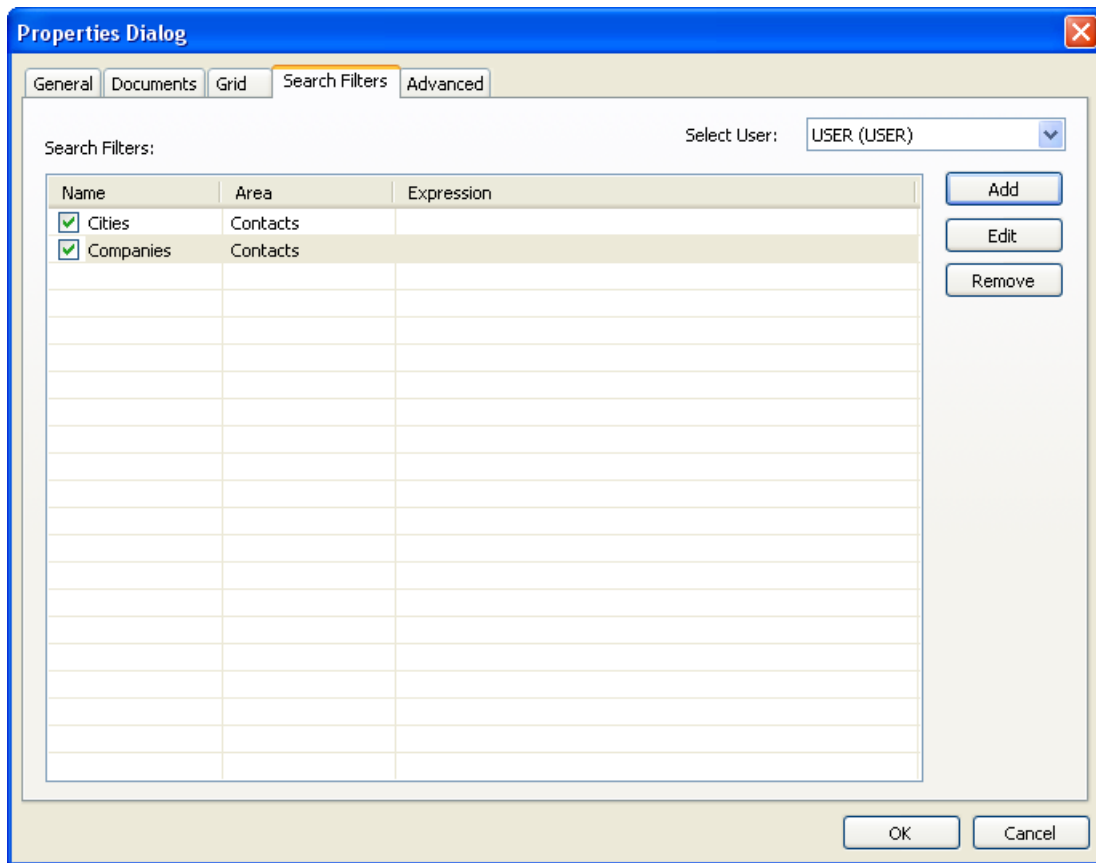 Properties Dialog
General Documents Grid Search Filters Advanced
Select User: USER (USER)
Search Filters:
Name Area Expression
Cities Contacts
Companies Contacts
Add
Edit
Remove
OK Cancel